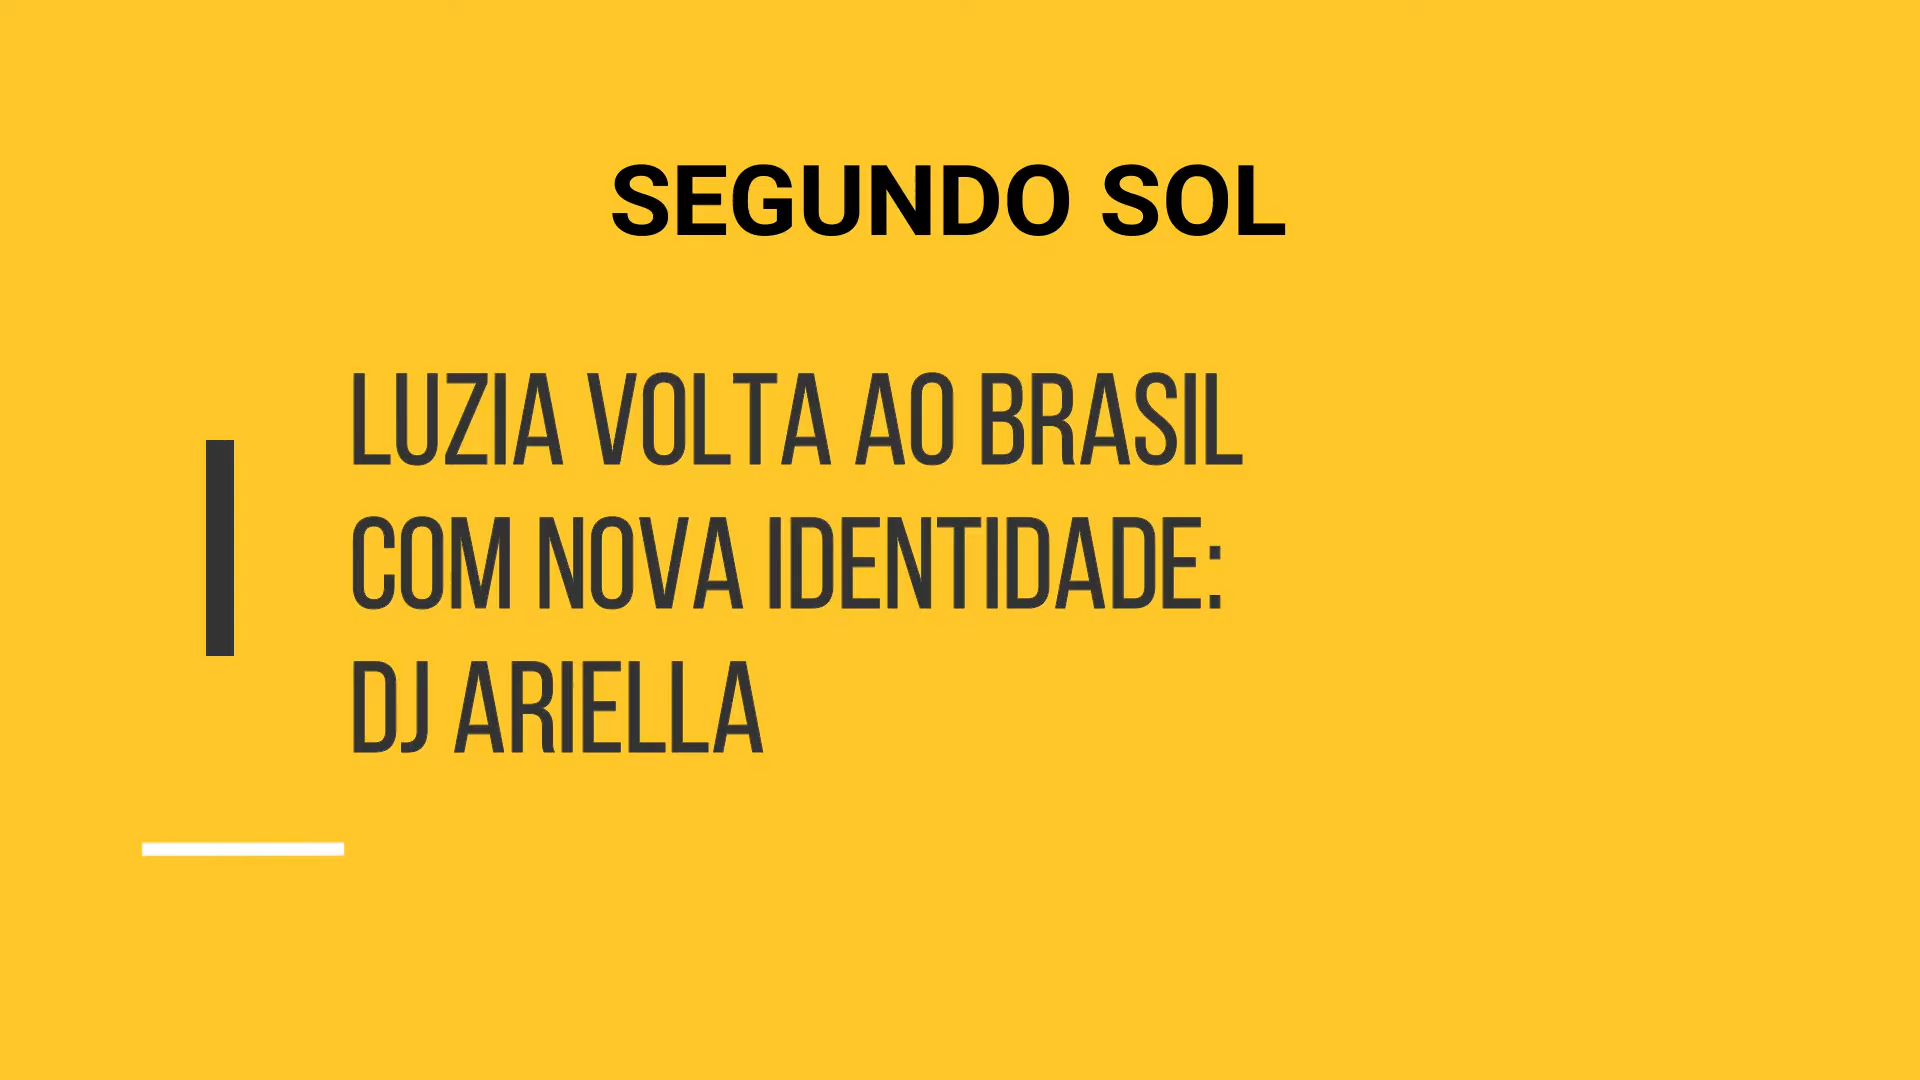 SEGUNDO SOL
LUZIA VOLTA AO BRASIL
COM NOVA IDENTIDADE:
DJ ARIELLA